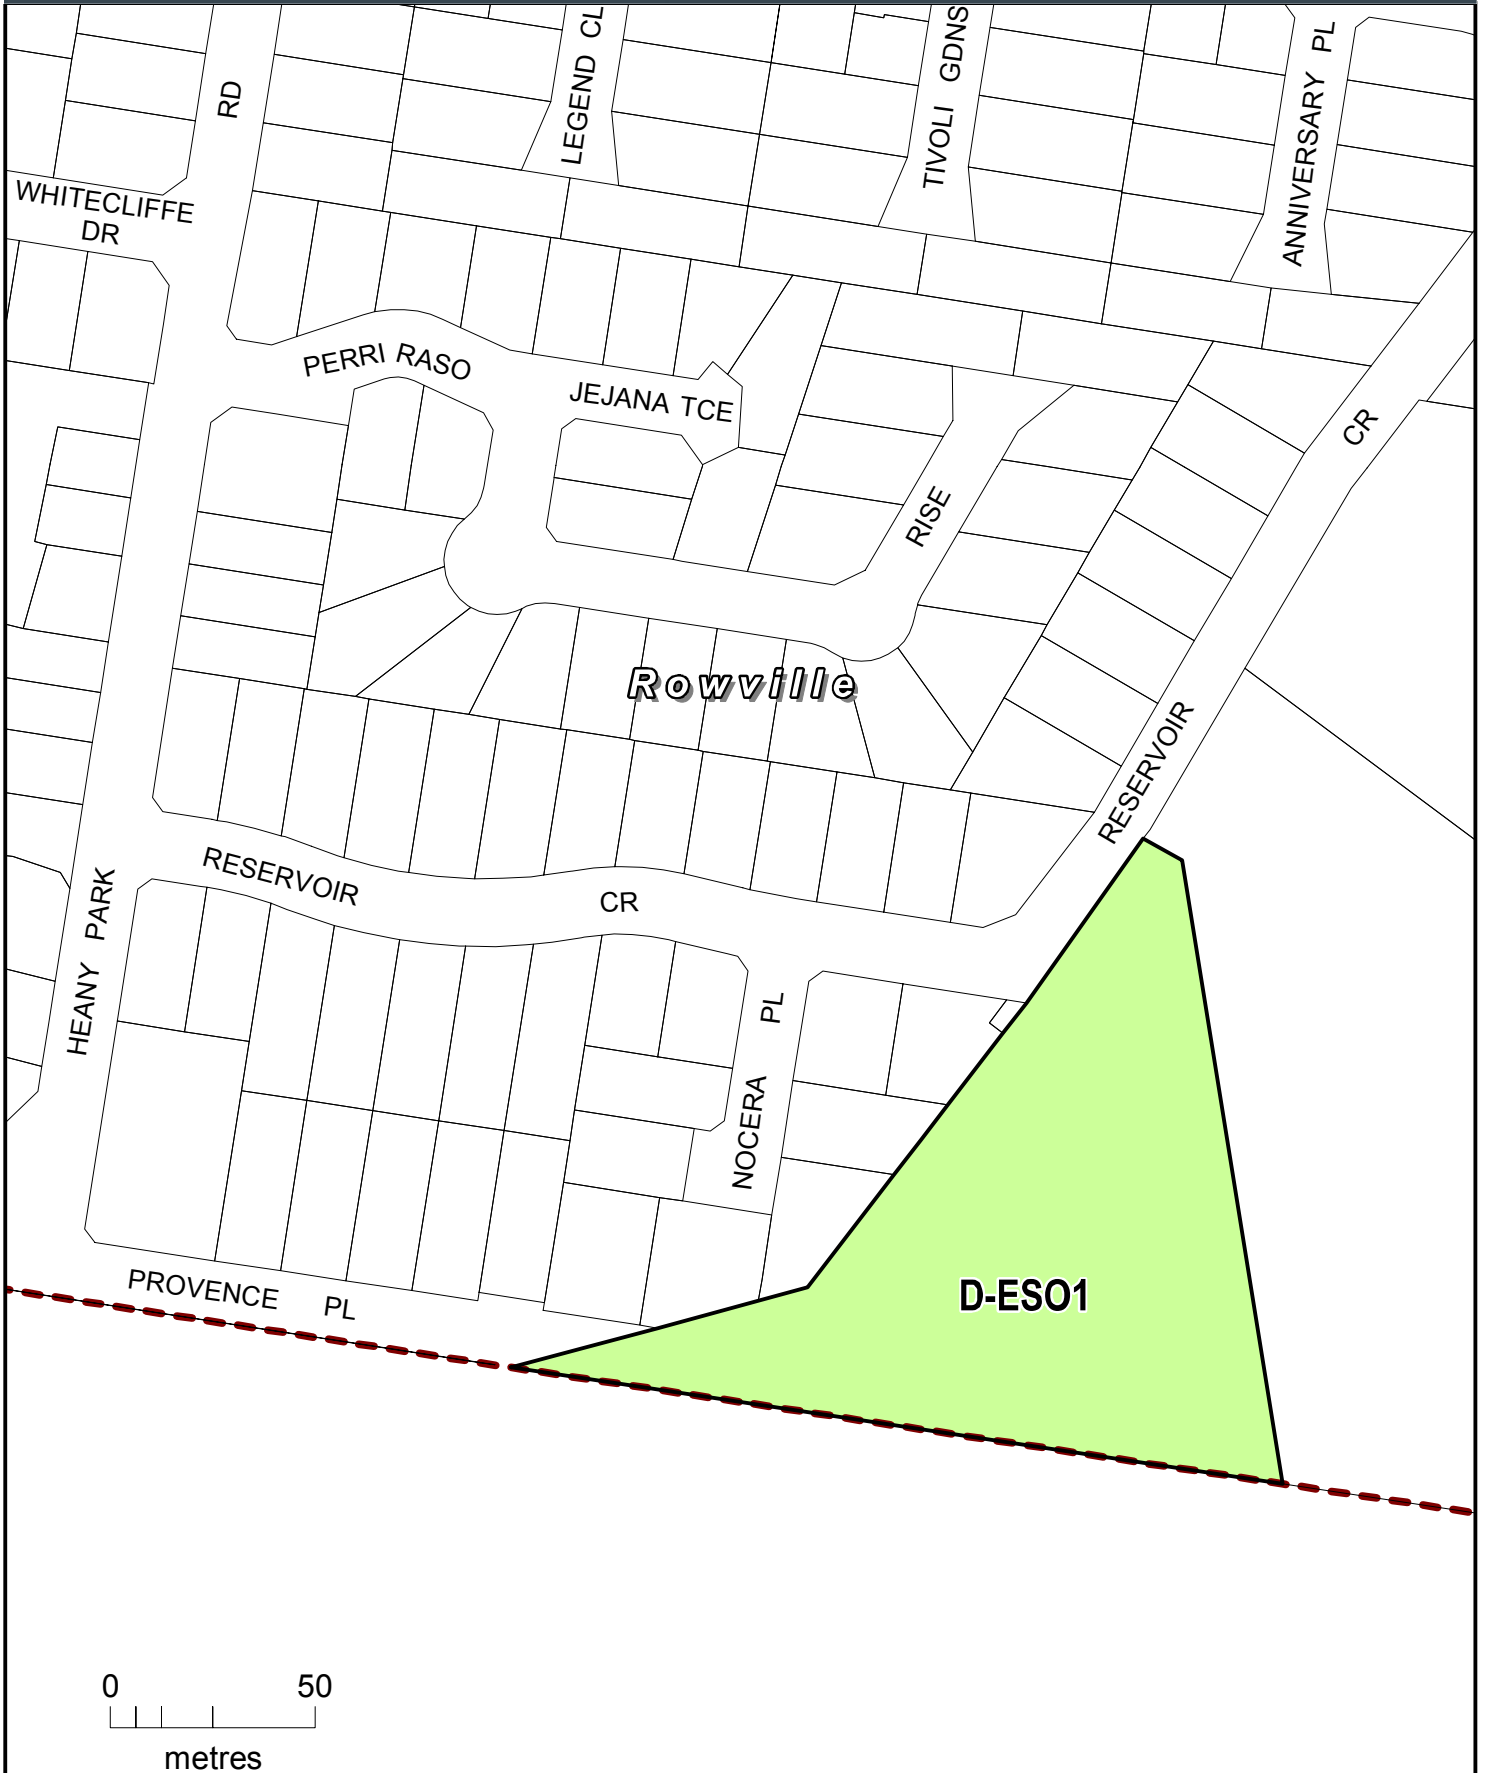 LEGEND CL
TIVOLI GDNS
ANNIVERSARY PL
RD
WHITECLIFFE
DR
PERRI RASO
JEJANA TCE
CR
RISE
Rowville
RESERVOIR
RESERVOIR
CR
HEANY PARK
NOCERA PL
PROVENCE PL
D-ESO1
0 50
metres